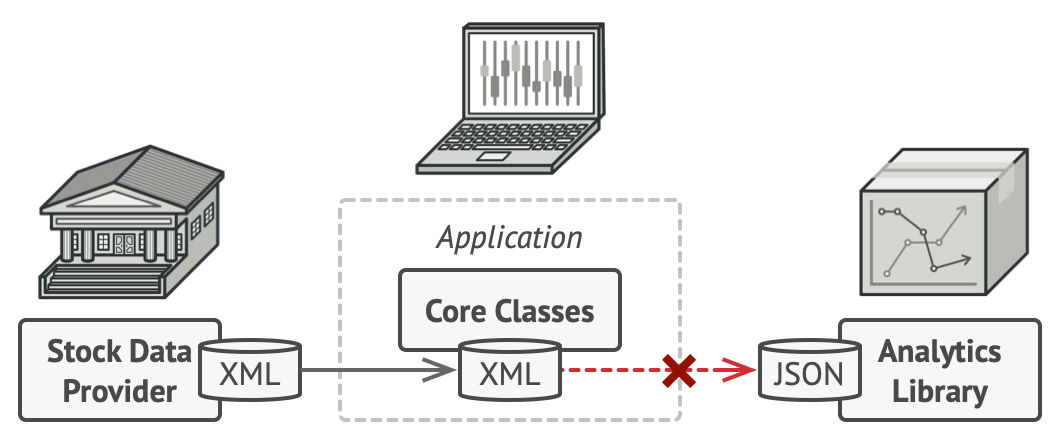 Application
Core Classes
Stock Data
Provider
XML
XML
JSON
Analytics
Library